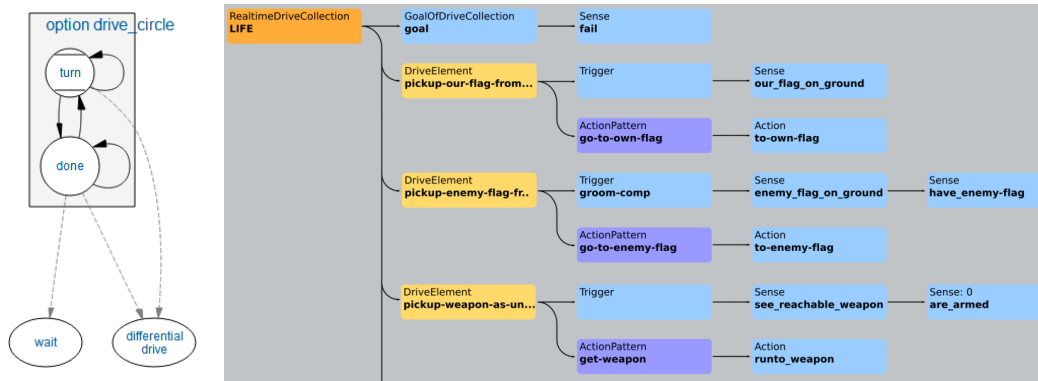 option drive_circle
turn
done
wait
differential
drive
RealtimeDriveCollection
LIFE
GoalOfDriveCollection
goal
Sense
fail
DriveElement
pickup-our-flag-from...
Trigger
Sense
our_flag_on_ground
ActionPattern
go-to-own-flag
Action
to-own-flag
DriveElement
pickup-enemy-flag-fr..
Trigger
groom-comp
Sense
enemy_flag_on_ground
Sense
have_enemy-flag
ActionPattern
go-to-enemy-flag
Action
to-enemy-flag
DriveElement
pickup-weapon-as-un...
Trigger
Sense
see_reachable_weapon
Sense: 0
are_armed
ActionPattern
get-weapon
Action
runto_weapon